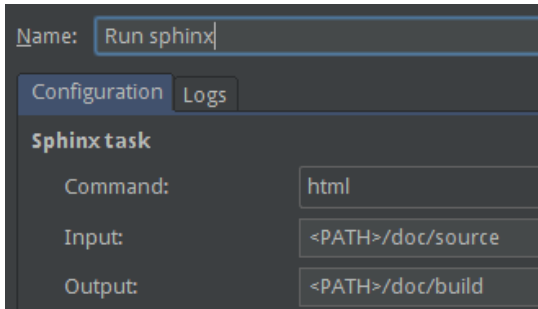 Name: Run sphinx
Configuration Logs
Sphinx task
Command: html
Input: <PATH>/doc/source
Output: <PATH>/doc/build